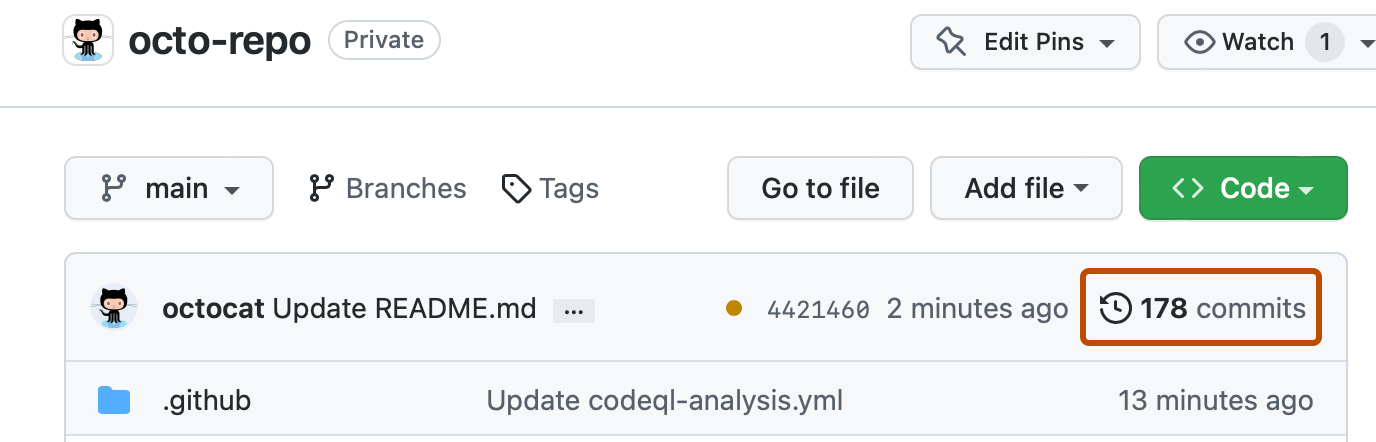 octo-repo Private Edit Pins Watch 1
main Branches Tags Go to file Add file <> Code
octocat Update README.md ... 4421460 2 minutes ago 178 commits
.github Update codeql-analysis.yml 13 minutes ago